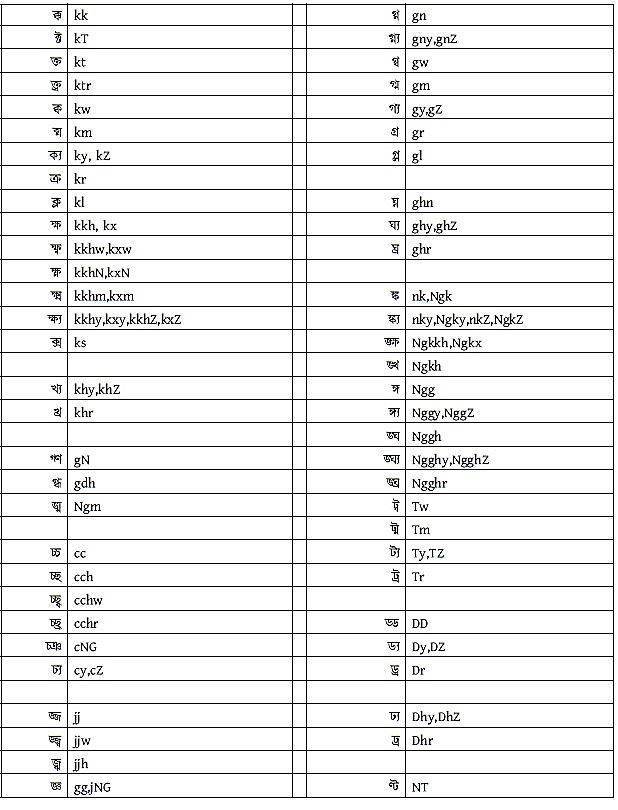 ক্ক kk গ্ন gn
ক্ট kT গ্ন্য gny,gnZ
ক্ত kt গ্ব gw
ক্ত্র ktr গ্ম gm
ক্ব kw গ্য gy,gZ
ক্ম km গ্র gr
ক্য ky, kZ গ্ল gl
ক্র kr
ক্ল kl ঘ্ন ghn
ক্ষ kkh, kx ঘ্য ghy,ghZ
ক্ষ্ব kkhw,kxw ঘ্র ghr
ক্ষ্ণ kkhN,kxN
ক্ষ্ম kkhm,kxm ঙ্ক nk,Ngk
ক্ষ্য kkhy,kxy,kkhZ,kxZ ঙ্ক্য nky,Ngky,nkZ,NgkZ
ক্স ks ঙ্ক্ষ Ngkkh,Ngkx
ঙ্খ Ngkh
খ্য khy,khZ ঙ্গ Ngg
খ্র khr ঙ্গ্য Nggy,NggZ
ঙ্ঘ Nggh
গ্ণ gN ঙ্ঘ্য Ngghy,NgghZ
গ্ধ gdh ঙ্ঘ্র Ngghr
ঙ্ম Ngm ট্ব Tw
ট্ম Tm
চ্চ cc ট্য Ty,TZ
চ্ছ cch ট্র Tr
চ্ছ্ব cchw
চ্ছ্র cchr ড্ড DD
চ্ঞ cNG ড্য Dy,DZ
চ্য cy,cZ ড্র Dr
জ্জ jj ঢ্য Dhy,DhZ
জ্জ্ব jjw ঢ্র Dhr
জ্ঝ jjh
জ্ঞ gg,jNG ণ্ট NT